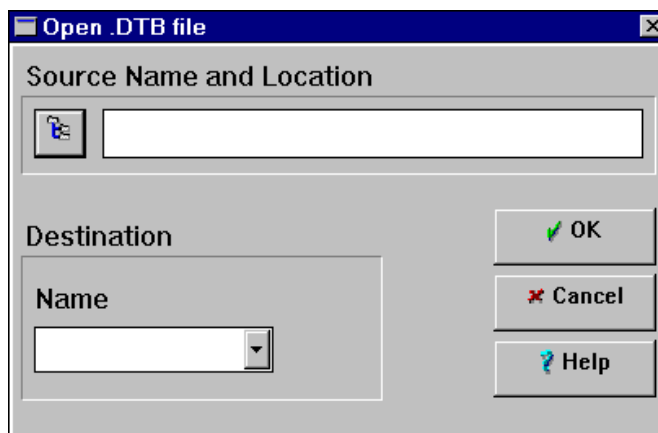 Open .DTB file
Source Name and Location
Destination
Name
OK
Cancel
Help